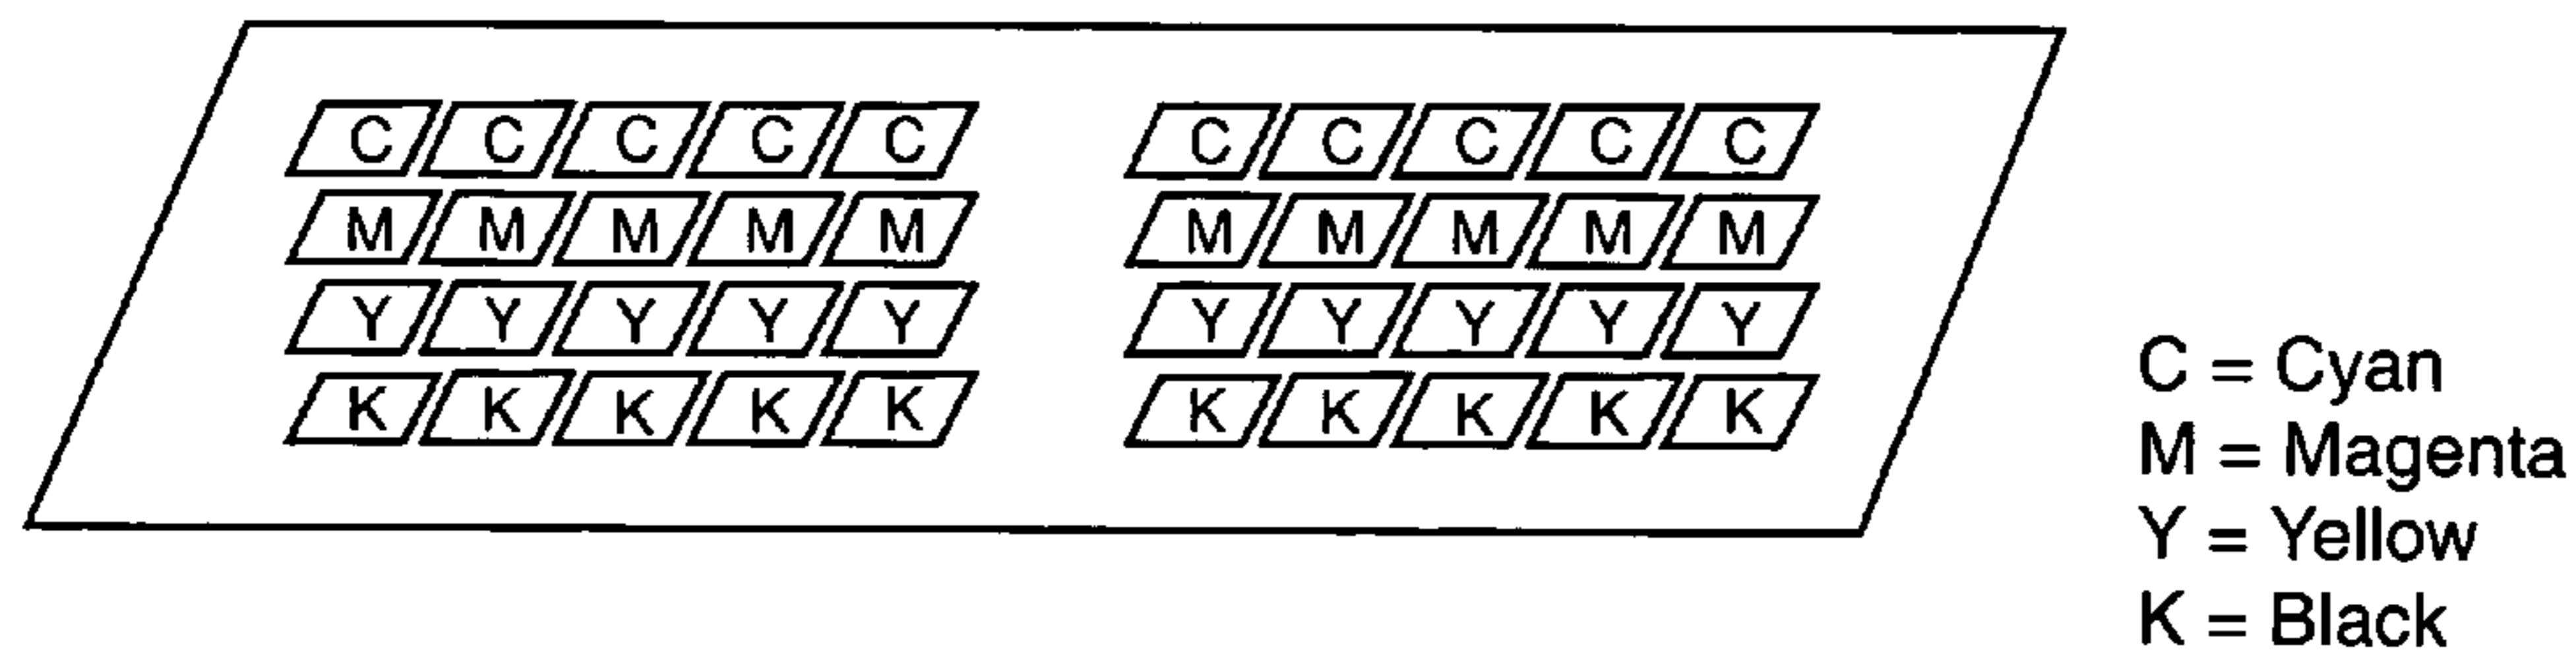 C C C C C C C C C C
M M M M M M M M M M
Y Y Y Y Y Y Y Y Y Y
K K K K K K K K K K
C = Cyan
M = Magenta
Y = Yellow
K = Black